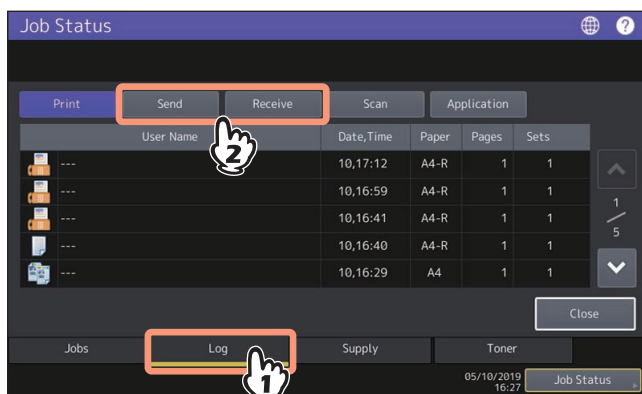 Job Status ?
Print Send Receive Scan Application
2
User Name Date,Time Paper Pages Sets
--- 10,17:12 A4-R 1 1
--- 10,16:59 A4-R 1 1
--- 10,16:41 A4-R 1 1
--- 10,16:40 A4-R 1 1
--- 10,16:29 A4 1 1
1
5
Close
Jobs Log Supply Toner
1
05/10/2019
16:27
Job Status